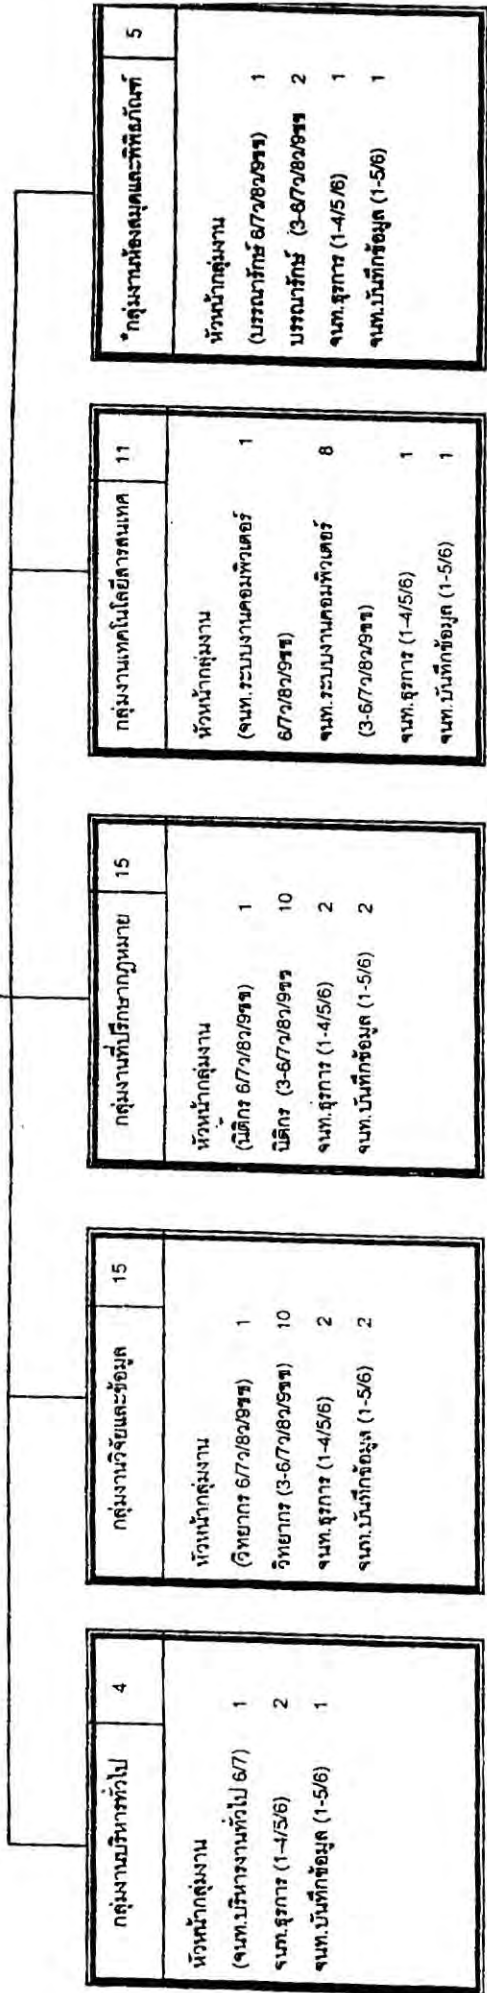 กลุ่มงานบริหารทั่วไป 4
หัวหน้ากลุ่มงาน
(จนท.บริหารงานทั่วไป 6/7) 1
จนท.ธุรการ (1-4/5/6) 2
จนท.บันทึกข้อมูล (1-5/6) 1
กลุ่มงานวิจัยและข้อมูล 15
หัวหน้ากลุ่มงาน
(วิทยากร 6/7ว/8ว/9ชช) 1
วิทยากร (3-6/7ว/8ว/9ชช) 10
จนท.ธุรการ (1-4/5/6) 2
จนท.บันทึกข้อมูล (1-5/6) 2
กลุ่มงานที่ปรึกษากฎหมาย 15
หัวหน้ากลุ่มงาน
(นิติกร 6/7ว/8ว/9ชช) 1
นิติกร (3-6/7ว/8ว/9ชช 10
จนท.ธุรการ (1-4/5/6) 2
จนท.บันทึกข้อมูล (1-5/6) 2
กลุ่มงานเทคโนโลยีสารสนเทศ 11
หัวหน้ากลุ่มงาน
(จนท.ระบบงานคอมพิวเตอร์ 1
6/7ว/8ว/9ชช)
จนท.ระบบงานคอมพิวเตอร์ 8
(3-6/7ว/8ว/9ชช)
จนท.ธุรการ (1-4/5/6) 1
จนท.บันทึกข้อมูล (1-5/6) 1
*กลุ่มงานห้องสมุดและพิพิธภัณฑ์ 5
หัวหน้ากลุ่มงาน
(บรรณารักษ์ 6/7ว/8ว/9ชช) 1
บรรณารักษ์ (3-6/7ว/8ว/9ชช 2
จนท.ธุรการ (1-4/5/6) 1
จนท.บันทึกข้อมูล (1-5/6) 1